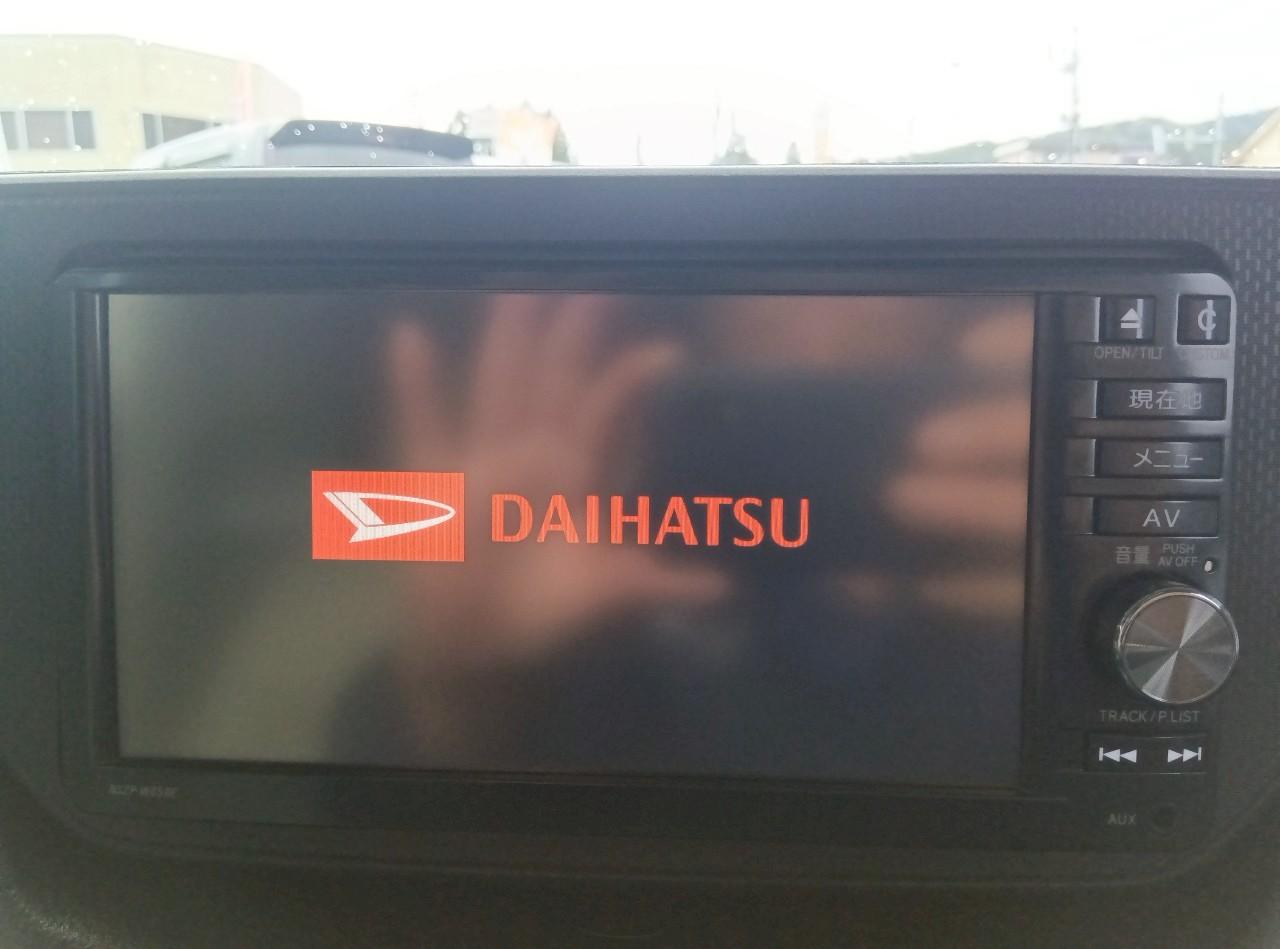 DAIHATSU
OPEN/TILT
CUSTOM
現在地
メニュー
AV
音量
PUSH
AV OFF
TRACK/P.LIST
AUX